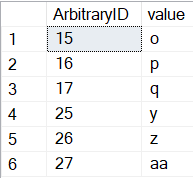 ArbitraryID value
1 15 o
2 16 p
3 17 q
4 25 y
5 26 z
6 27 aa